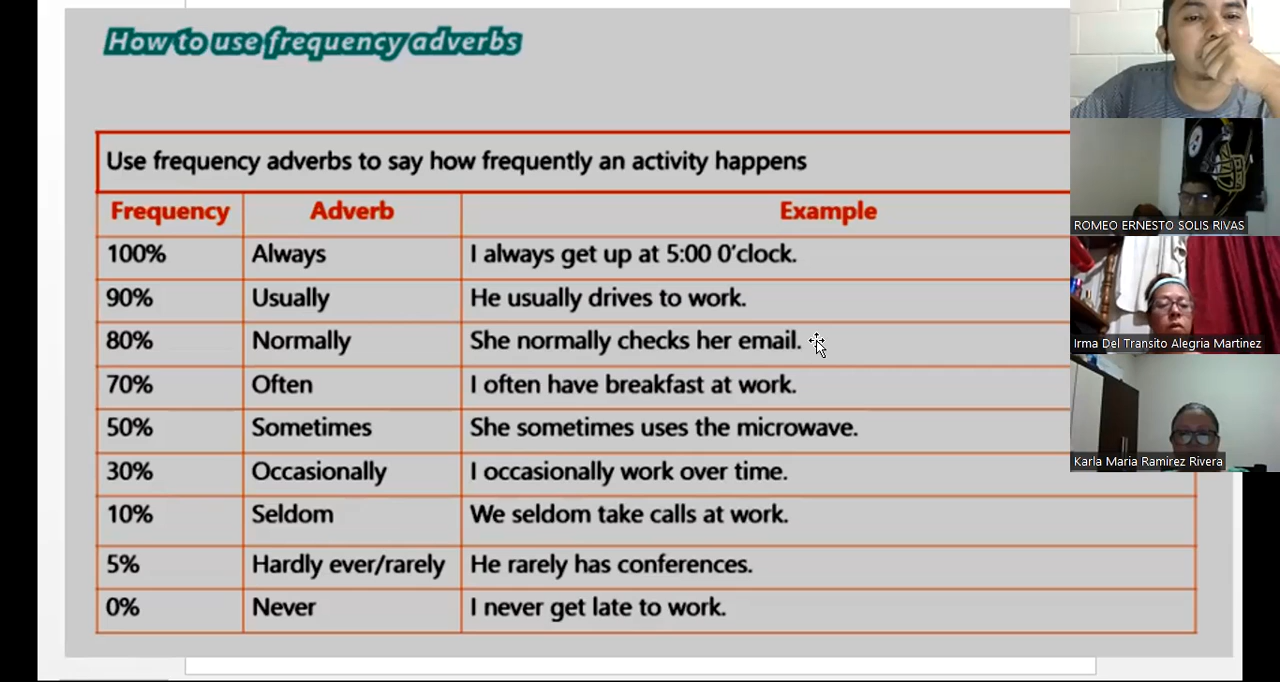 How to use frequency adverbs
Use frequency adverbs to say how frequently an activity happens
Frequency Adverb Example
100% Always I always get up at 5:00 0'clock.
90% Usually He usually drives to work.
80% Normally She normally checks her email.
70% Often I often have breakfast at work.
50% Sometimes She sometimes uses the microwave.
30% Occasionally I occasionally work over time.
10% Seldom We seldom take calls at work.
5% Hardly ever/rarely He rarely has conferences.
0% Never I never get late to work.
ROMEO ERNESTO SOLIS RIVAS
Irma Del Transito Alegria Martinez
Karla Maria Ramirez Rivera